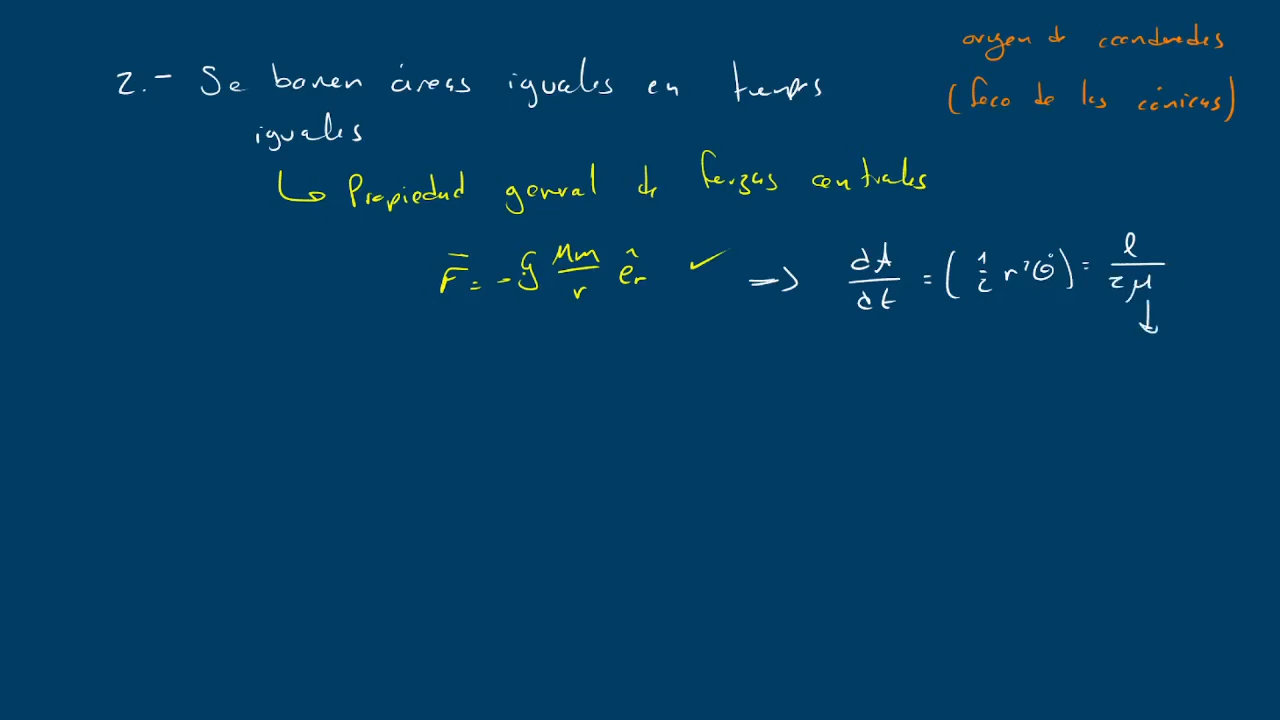 origen de coordenadas
(foco de las cónicas)
2.- Se barren áreas iguales en tiempos
iguales
↳ Propiedad general de fuerzas centrales
F̄ = -G Mm/r ê_r ✓ => dA/dt = (1/2 r² θ̇) = l/2μ
↓